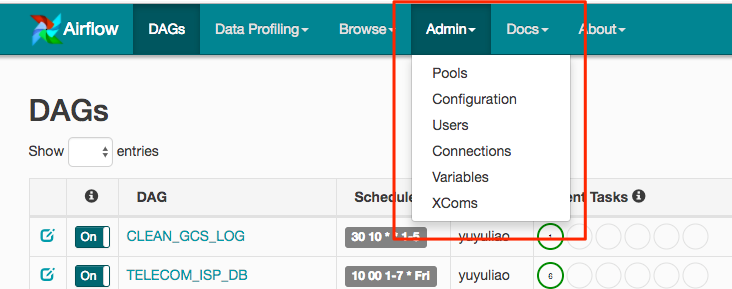 Airflow DAGs Data Profiling Browse Admin Docs About
Pools
Configuration
Users
Connections
Variables
XComs
DAGs
Show entries
DAG Schedule ent Tasks
On CLEAN_GCS_LOG 30 10 * 1-5 yuyuliao 1
On TELECOM_ISP_DB 10 00 1-7 * Fri yuyuliao 6